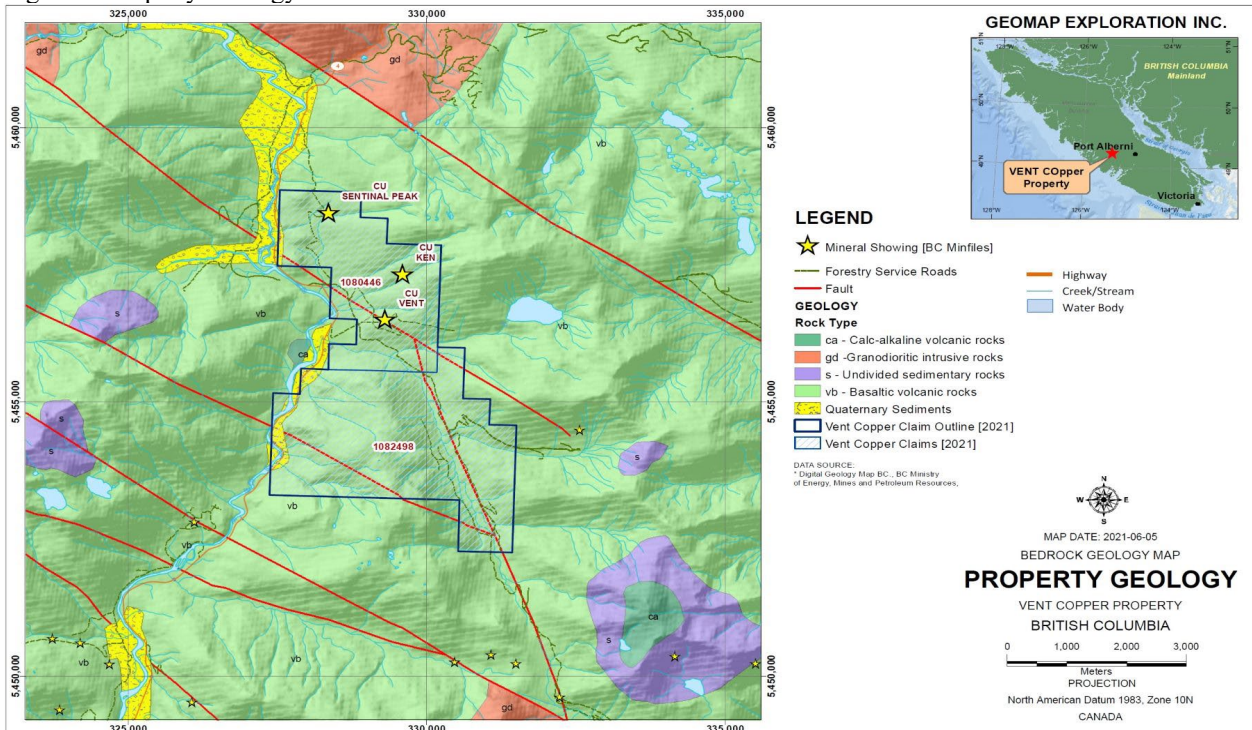 325,000
330,000
335,000
5,460,000
5,455,000
5,450,000
5,460,000
5,455,000
5,450,000
325,000
330,000
335,000
gd
gd
4
vb
CU
SENTINAL PEAK
CU
KEN
1080446
CU
VENT
s
vb
vb
ca
s
s
1082498
s
vb
vb
ca
s
s
vb
vb
gd
GEOMAP EXPLORATION INC.
128°W
126°W
124°W
BRITISH COLUMBIA
Mainland
Port Alberni
VENT COpper
Property
Victoria
128°W
126°W
124°W
LEGEND
Mineral Showing [BC Minfiles]
Forestry Service Roads
Fault
Highway
Creek/Stream
Water Body
GEOLOGY
Rock Type
ca - Calc-alkaline volcanic rocks
gd -Granodioritic intrusive rocks
s - Undivided sedimentary rocks
vb - Basaltic volcanic rocks
Quaternary Sediments
Vent Copper Claim Outline [2021]
Vent Copper Claims [2021]
DATA SOURCE:
* Digital Geology Map BC., BC Ministry
of Energy, Mines and Petroleum Resources,
N
W E
S
MAP DATE: 2021-06-05
BEDROCK GEOLOGY MAP
PROPERTY GEOLOGY
VENT COPPER PROPERTY
BRITISH COLUMBIA
0 1,000 2,000 3,000
Meters
PROJECTION
North American Datum 1983, Zone 10N
CANADA